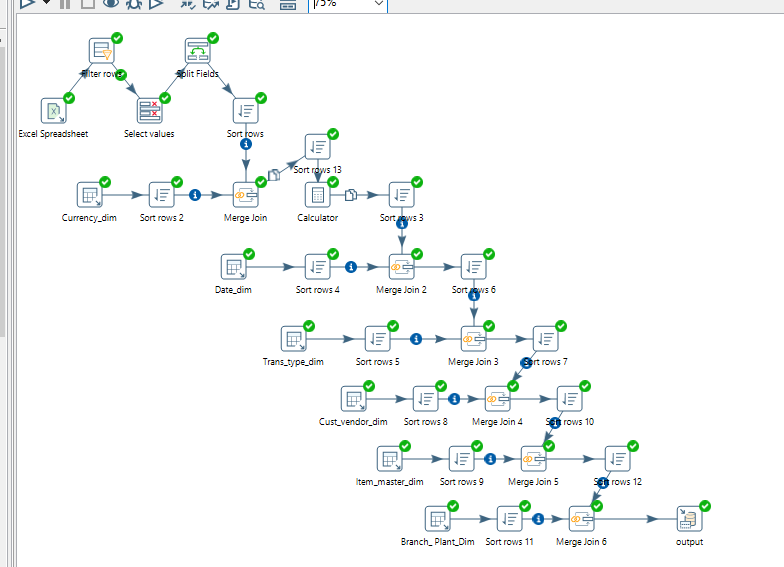 75%
Filter rows
Split Fields
Excel Spreadsheet
Select values
Sort rows
Sort rows 13
Currency_dim
Sort rows 2
Merge Join
Calculator
Sort rows 3
Date_dim
Sort rows 4
Merge Join 2
Sort rows 6
Trans_type_dim
Sort rows 5
Merge Join 3
Sort rows 7
Cust_vendor_dim
Sort rows 8
Merge Join 4
Sort rows 10
Item_master_dim
Sort rows 9
Merge Join 5
Sort rows 12
Branch_ Plant_Dim
Sort rows 11
Merge Join 6
output